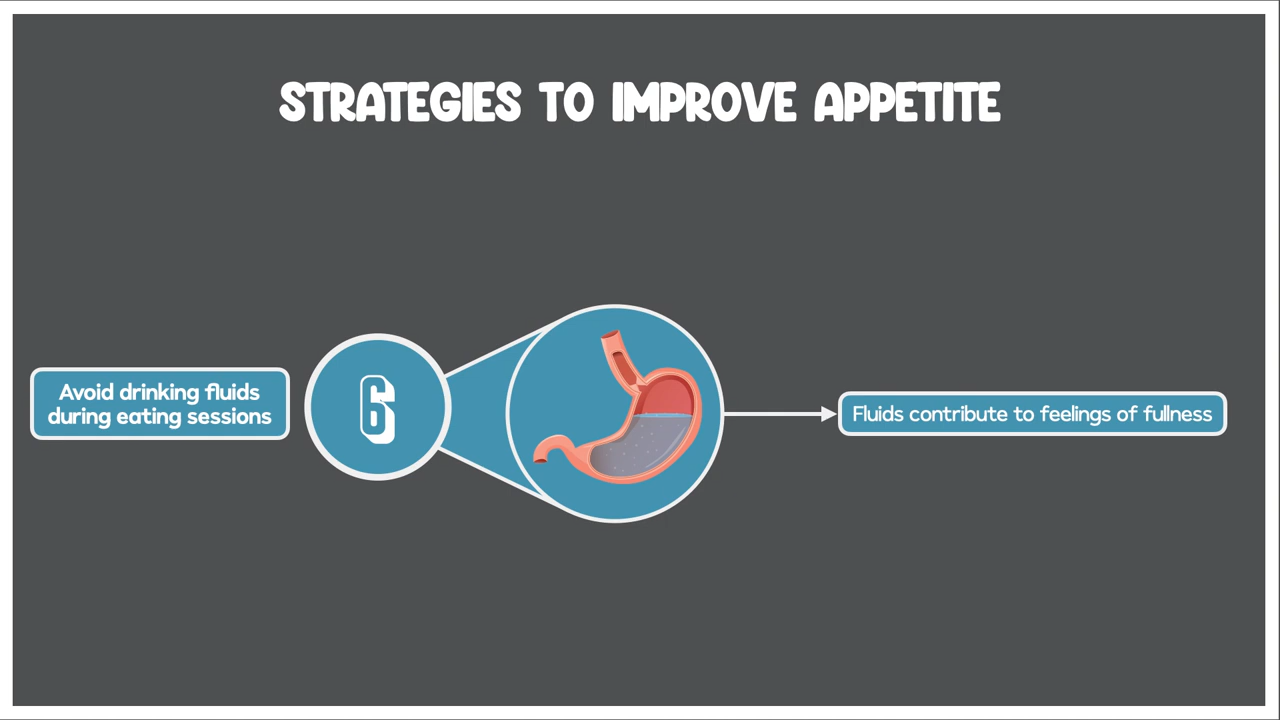 STRATEGIES TO IMPROVE APPETITE
Avoid drinking fluids
during eating sessions
6
Fluids contribute to feelings of fullness